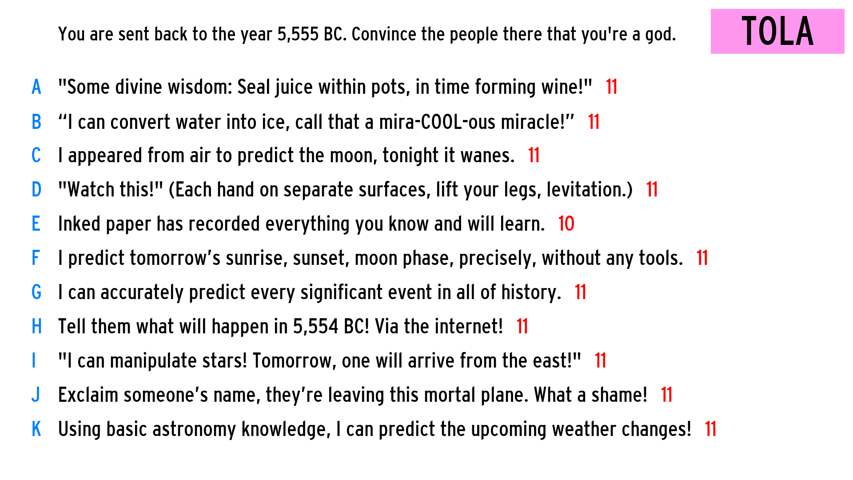 You are sent back to the year 5,555 BC. Convince the people there that you're a god.
TOLA
A "Some divine wisdom: Seal juice within pots, in time forming wine!" 11
B “I can convert water into ice, call that a mira-COOL-ous miracle!” 11
C I appeared from air to predict the moon, tonight it wanes. 11
D "Watch this!" (Each hand on separate surfaces, lift your legs, levitation.) 11
E Inked paper has recorded everything you know and will learn. 10
F I predict tomorrow’s sunrise, sunset, moon phase, precisely, without any tools. 11
G I can accurately predict every significant event in all of history. 11
H Tell them what will happen in 5,554 BC! Via the internet! 11
I "I can manipulate stars! Tomorrow, one will arrive from the east!" 11
J Exclaim someone’s name, they’re leaving this mortal plane. What a shame! 11
K Using basic astronomy knowledge, I can predict the upcoming weather changes! 11